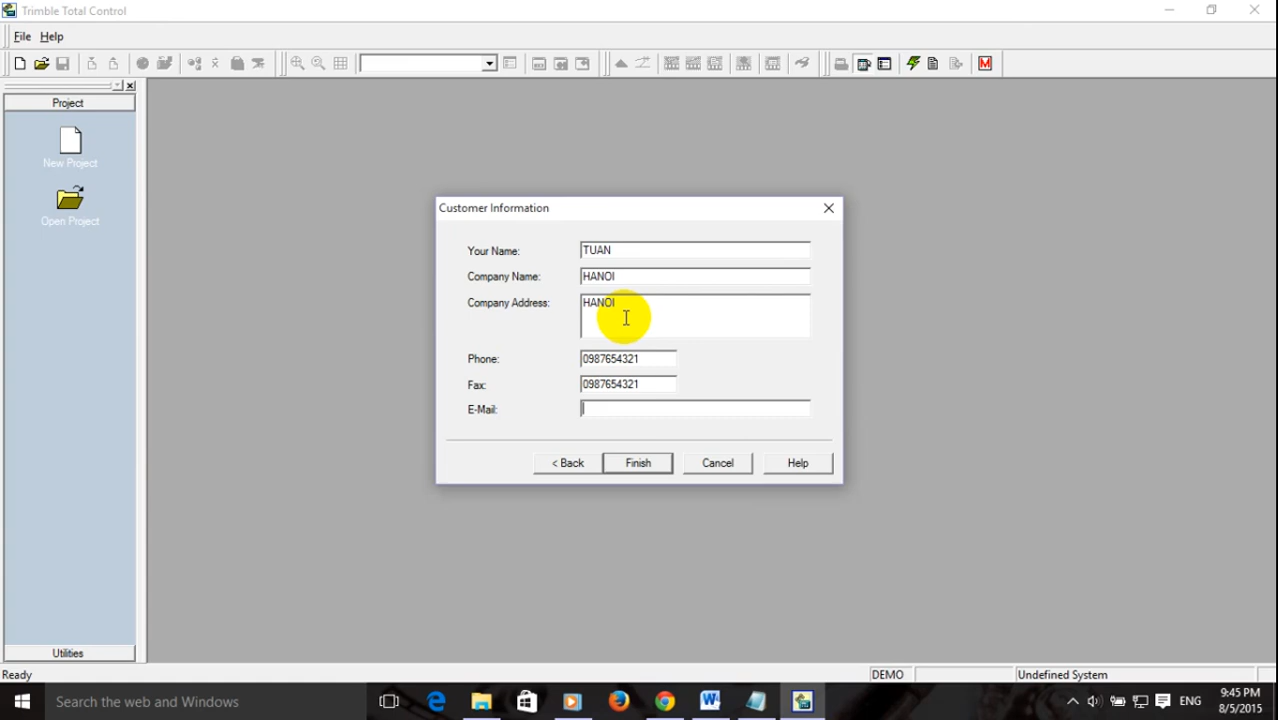 Trimble Total Control
File Help
Project
New Project
Open Project
Utilities
Customer Information
Your Name: TUAN
Company Name: HANOI
Company Address: HANOI
Phone: 0987654321
Fax: 0987654321
E-Mail:
< Back Finish Cancel Help
M
Ready DEMO Undefined System
Search the web and Windows
ENG
9:45 PM
8/5/2015